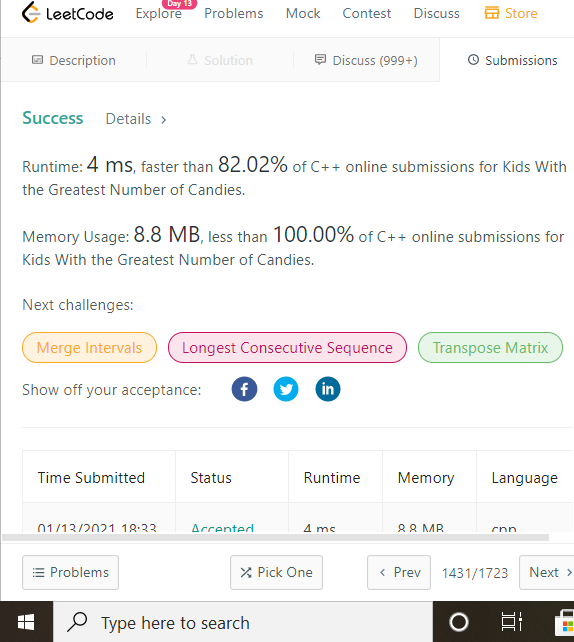 LeetCode Explore Day 13 Problems Mock Contest Discuss Store
Description Solution Discuss (999+) Submissions
Success Details >
Runtime: 4 ms, faster than 82.02% of C++ online submissions for Kids With
the Greatest Number of Candies.
Memory Usage: 8.8 MB, less than 100.00% of C++ online submissions for
Kids With the Greatest Number of Candies.
Next challenges:
Merge Intervals Longest Consecutive Sequence Transpose Matrix
Show off your acceptance:
Time Submitted Status Runtime Memory Language
01/13/2021 18:33 Accepted 4 ms 8.8 MB cpp
Problems Pick One < Prev 1431/1723 Next >
Type here to search